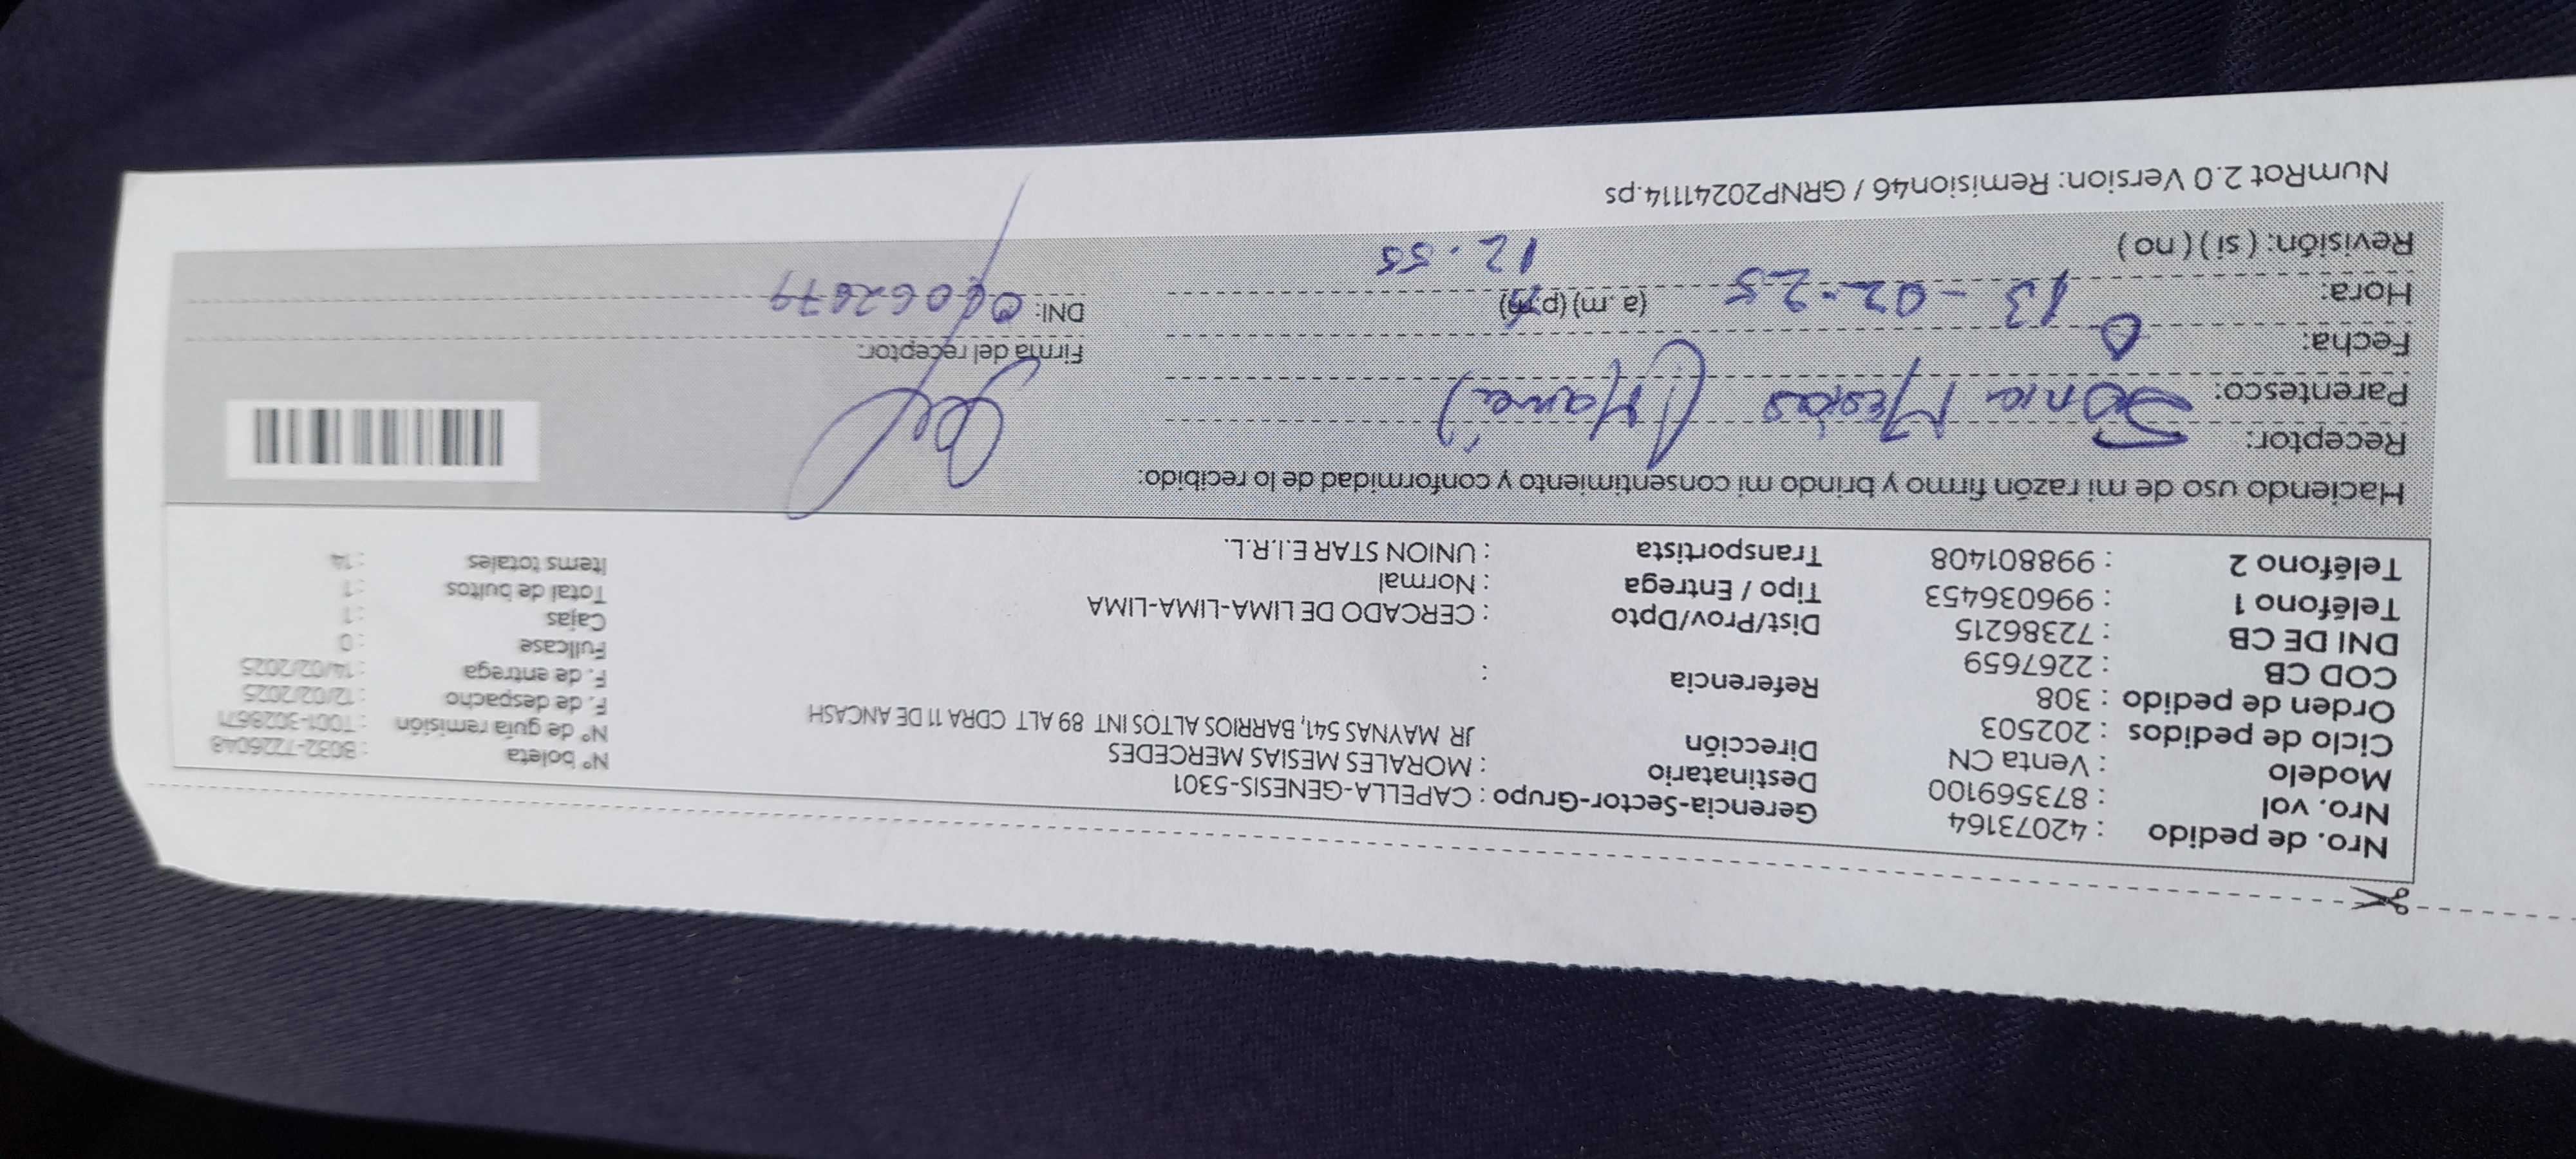 Nro. de pedido : 42073164
Nro. vol : 873569100
Modelo : Venta CN
Ciclo de pedidos : 202503
Orden de pedido : 308
COD CB : 2267659
DNI DE CB : 72386215
Teléfono 1 : 996036453
Teléfono 2 : 998801408
Gerencia-Sector-Grupo : CAPELLA-GENESIS-5301
Destinatario : MORALES MESIAS MERCEDES
Dirección JR MAYNAS 541, BARRIOS ALTOS INT 89 ALT CDRA 11 DE ANCASH
Referencia :
Dist/Prov/Dpto : CERCADO DE LIMA-LIMA-LIMA
Tipo / Entrega : Normal
Transportista : UNION STAR E.I.R.L.
N° boleta : B032-7226048
N° de guía remisión : T001-3028671
F. de despacho : 12/02/2025
F. de entrega : 14/02/2025
Fullcase : 0
Cajas : 1
Total de bultos : 1
Items totales : 14
Haciendo uso de mi razón firmo y brindo mi consentimiento y conformidad de lo recibido:
Receptor:
Parentesco: Sonia Mesias (Mama)
Fecha:
Hora: 13-02-25 (a. m) (p.m)
Revisión: ( si ) ( no ) 12.55
Firma del receptor:
DNI:
NumRot 2.0 Version: Remision46 / GRNP20241114.ps